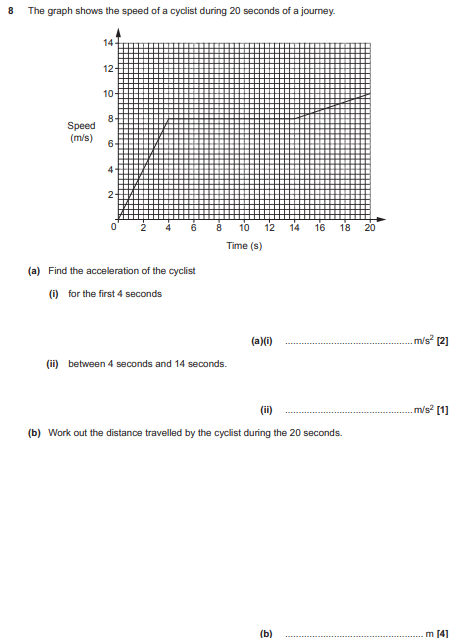 8 The graph shows the speed of a cyclist during 20 seconds of a journey.
14
12
10
8
6
4
2
Speed
(m/s)
0 2 4 6 8 10 12 14 16 18 20
Time (s)
(a) Find the acceleration of the cyclist
(i) for the first 4 seconds
(a)(i) ................................................ m/s² [2]
(ii) between 4 seconds and 14 seconds.
(ii) ................................................ m/s² [1]
(b) Work out the distance travelled by the cyclist during the 20 seconds.
(b) .................................................... m [4]